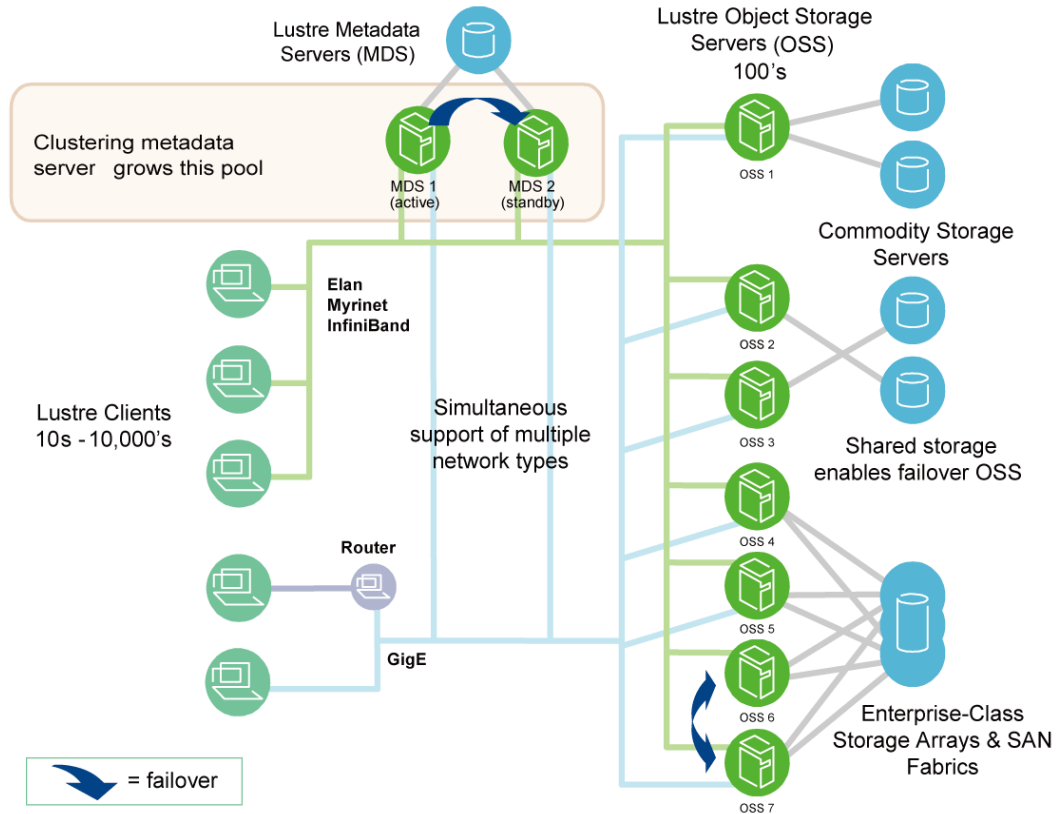 Lustre Metadata
Servers (MDS)
Lustre Object Storage
Servers (OSS)
100's
Clustering metadata
server grows this pool
MDS 1
(active)
MDS 2
(standby)
OSS 1
Commodity Storage
Servers
Elan
Myrinet
InfiniBand
OSS 2
Lustre Clients
10s - 10,000's
Simultaneous
support of multiple
network types
OSS 3
Shared storage
enables failover OSS
OSS 4
Router
OSS 5
GigE
OSS 6
Enterprise-Class
Storage Arrays & SAN
Fabrics
= failover
OSS 7